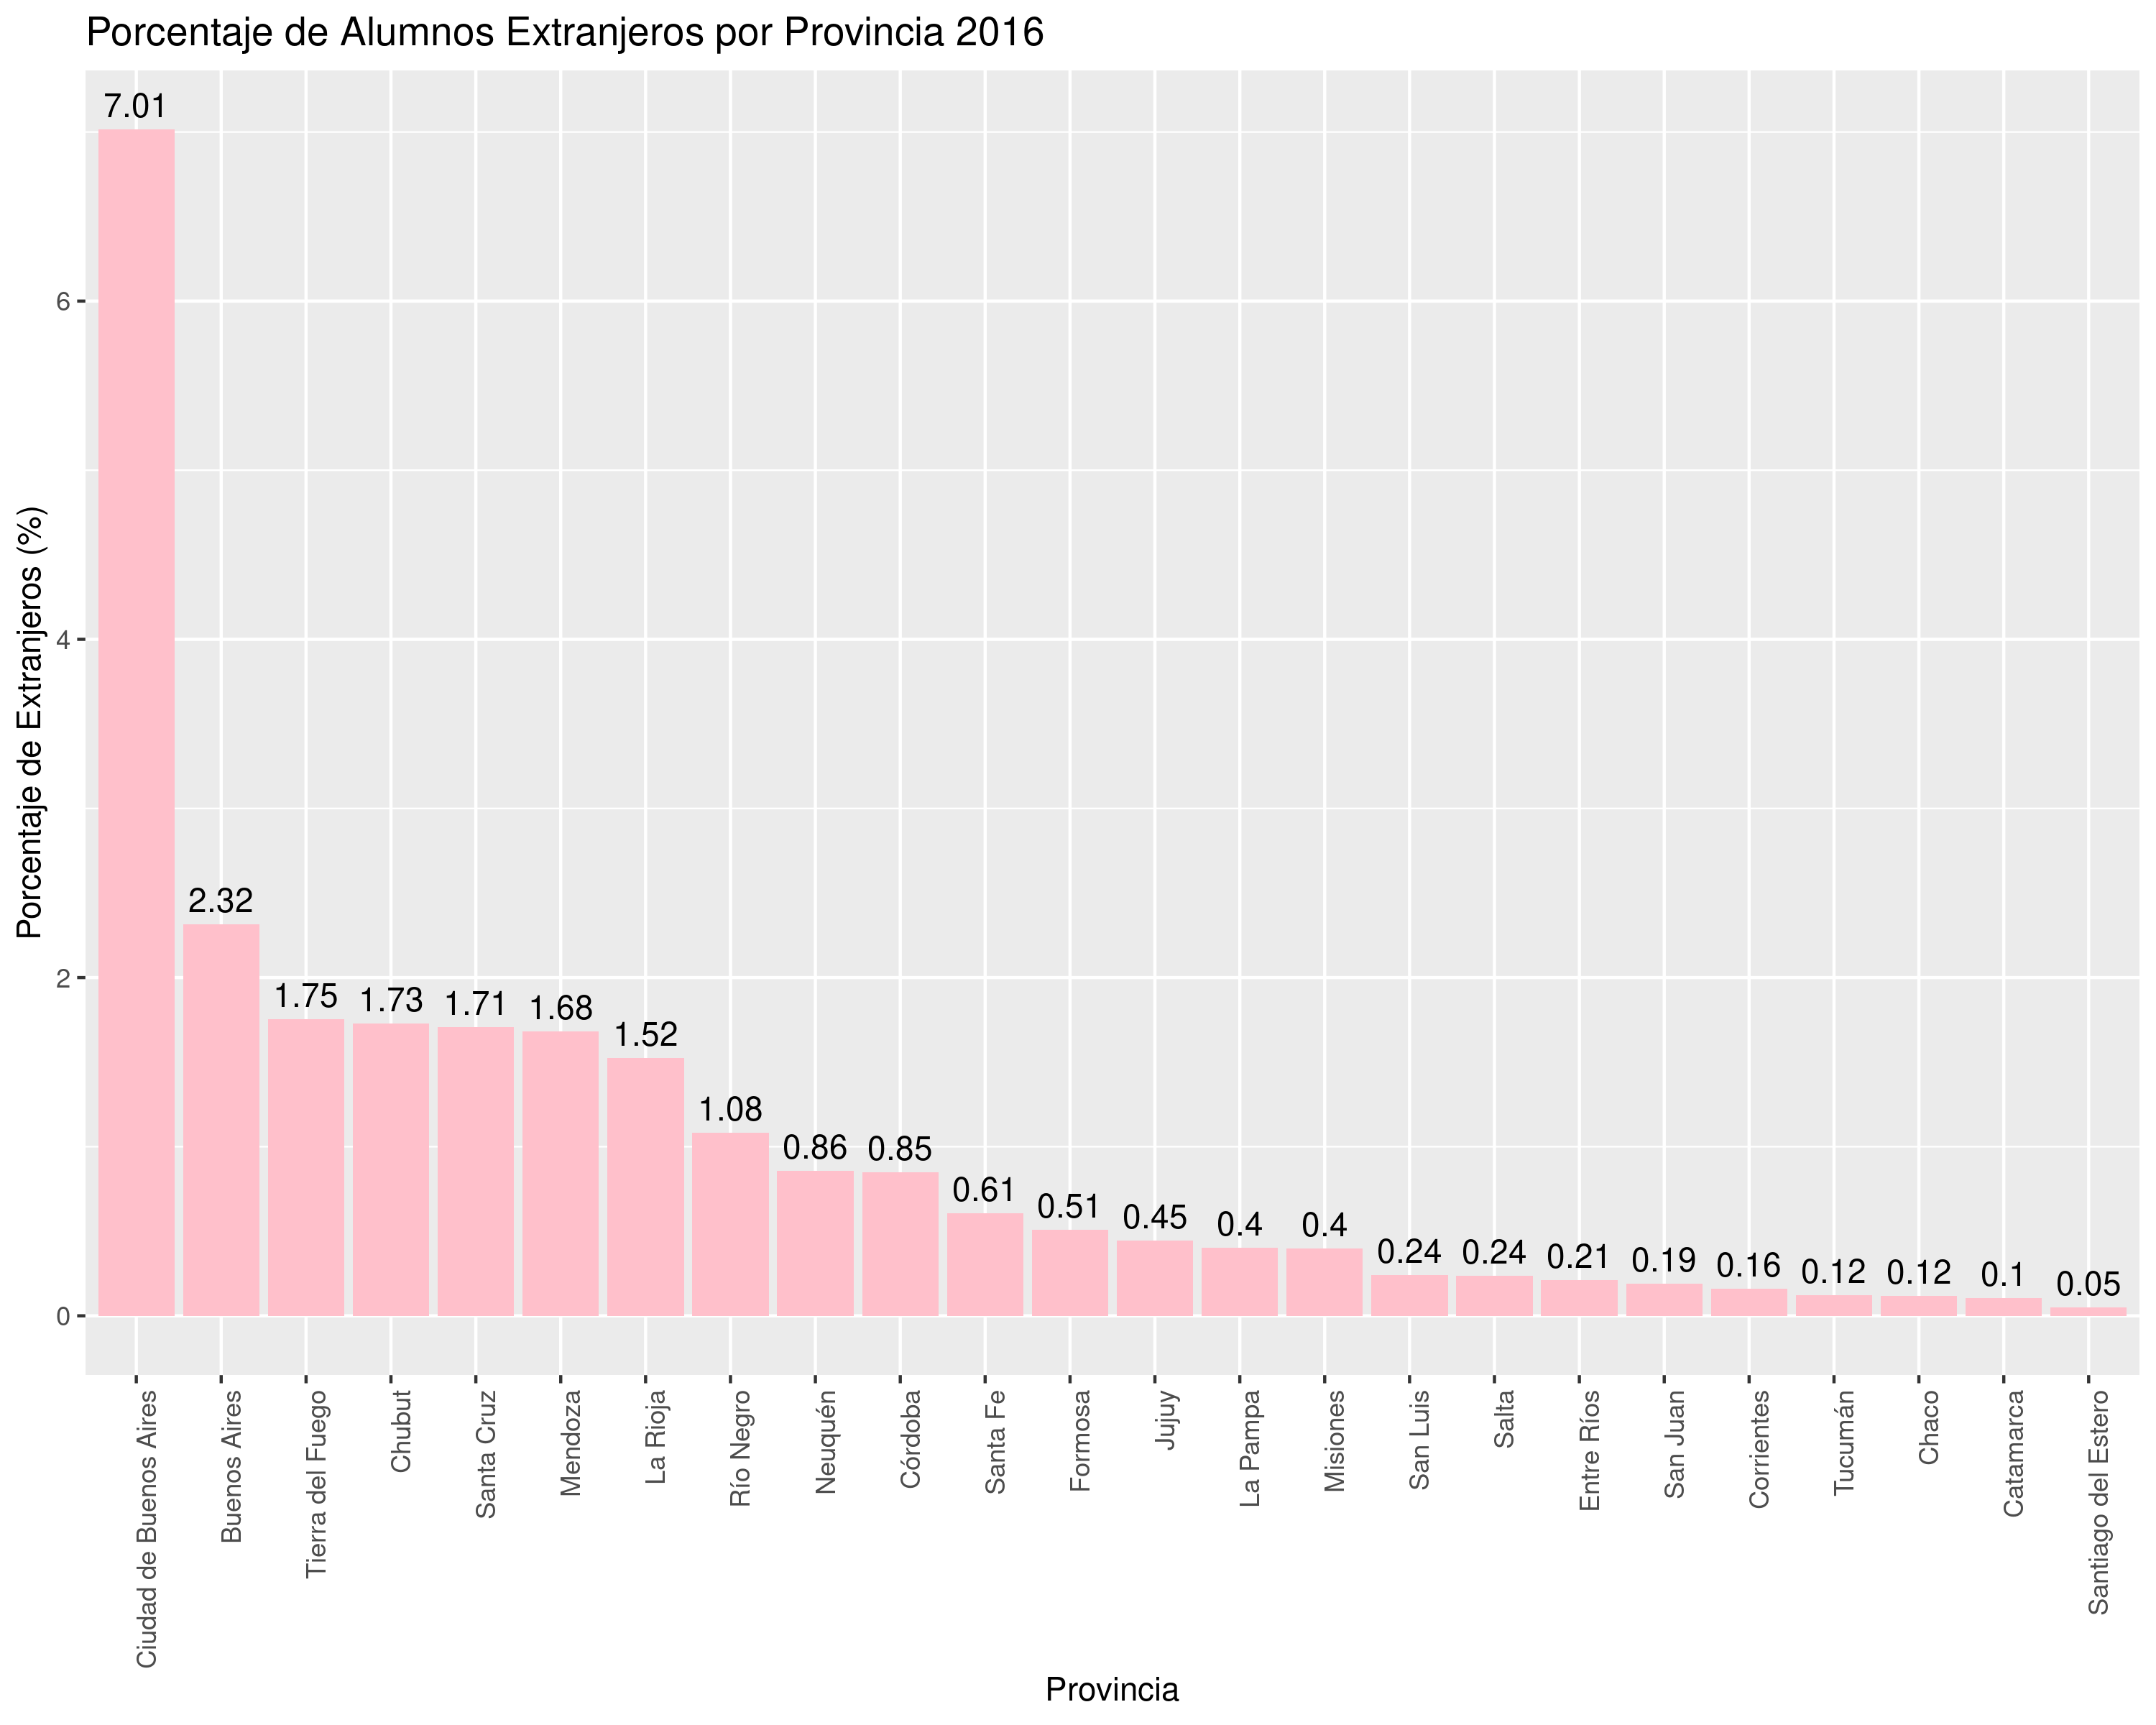 Porcentaje de Alumnos Extranjeros por Provincia 2016
Porcentaje de Extranjeros (%)
6
4
2
0
7.01
2.32
1.75
1.73
1.71
1.68
1.52
1.08
0.86
0.85
0.61
0.51
0.45
0.4
0.4
0.24
0.24
0.21
0.19
0.16
0.12
0.12
0.1
0.05
Ciudad de Buenos Aires
Buenos Aires
Tierra del Fuego
Chubut
Santa Cruz
Mendoza
La Rioja
Río Negro
Neuquén
Córdoba
Santa Fe
Formosa
Jujuy
La Pampa
Misiones
San Luis
Salta
Entre Ríos
San Juan
Corrientes
Tucumán
Chaco
Catamarca
Santiago del Estero
Provincia